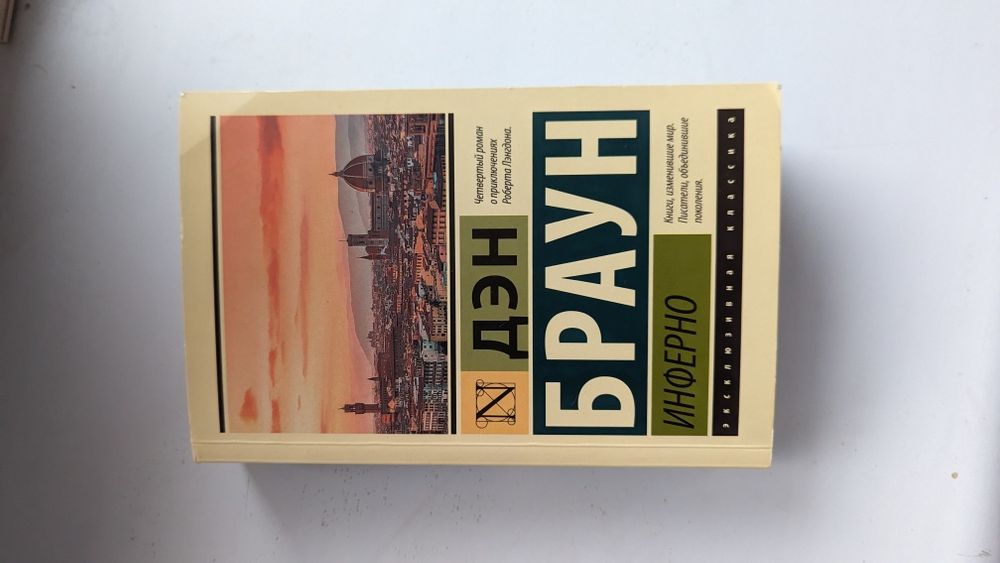 Четвертый роман
о приключениях
Роберта Лэнгдона.
ДЭН
N
БРАУН
Книги, изменившие мир.
Писатели, объединившие
поколения.
ИНФЕРНО
эксклюзивная классика